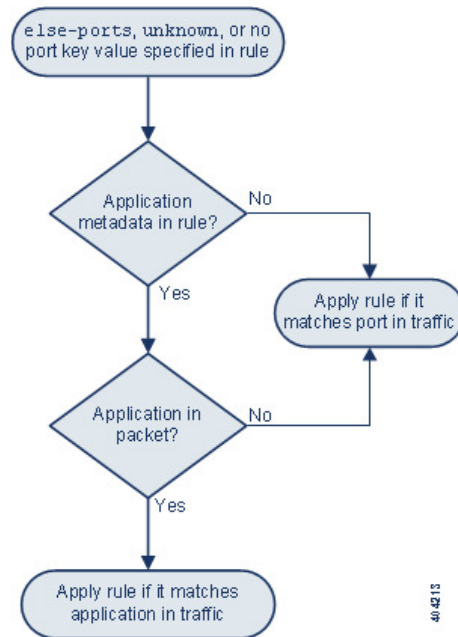 else-ports, unknown, or no
port key value specified in rule
Application
metadata in rule?
No
Yes
Apply rule if it
matches port in traffic
Application in
packet?
No
Yes
Apply rule if it matches
application in traffic
404213